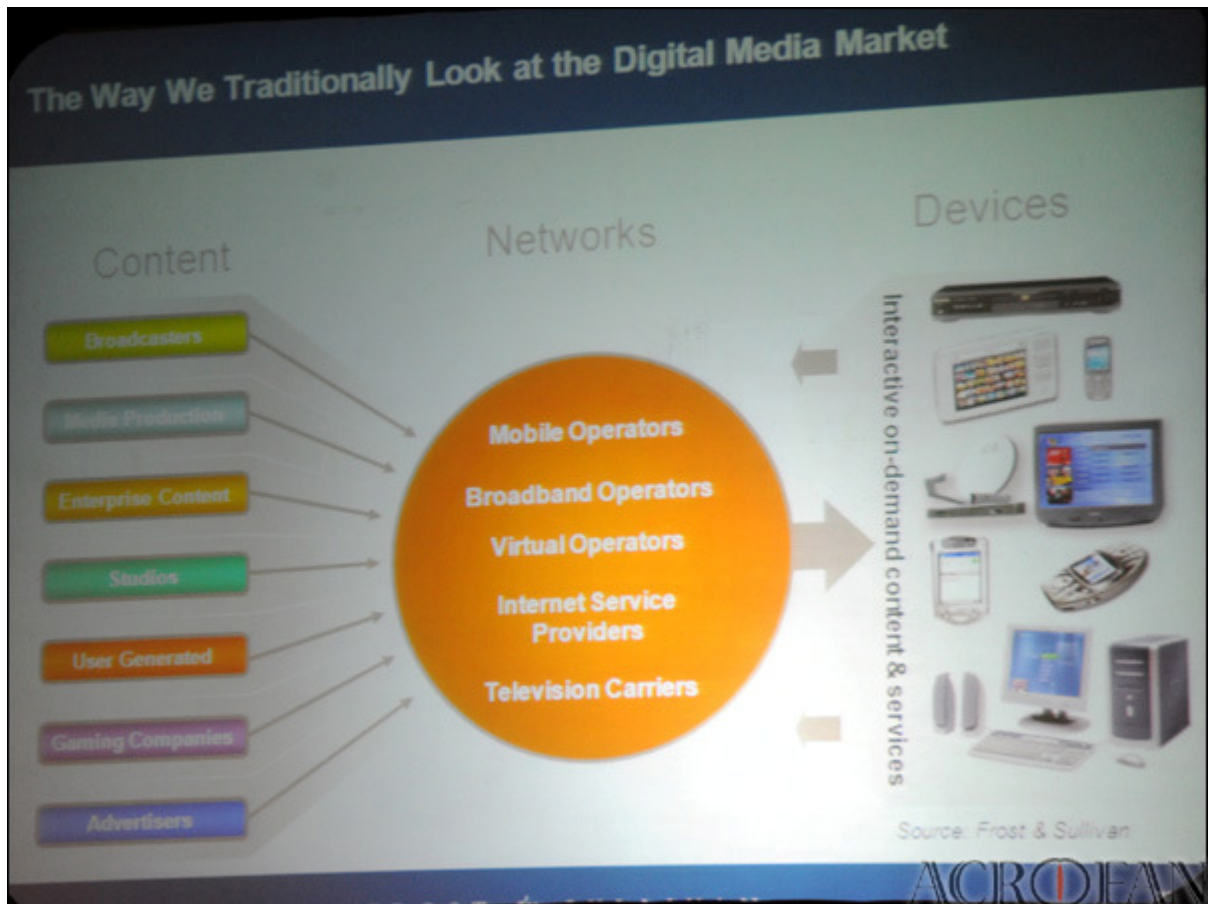 The Way We Traditionally Look at the Digital Media Market
Content
Networks
Devices
Broadcasters
Media Production
Enterprise Content
Studios
User Generated
Gaming Companies
Advertisers
Mobile Operators
Broadband Operators
Virtual Operators
Internet Service
Providers
Television Carriers
Interactive on-demand content & services
Source: Frost & Sullivan
ACROFAN